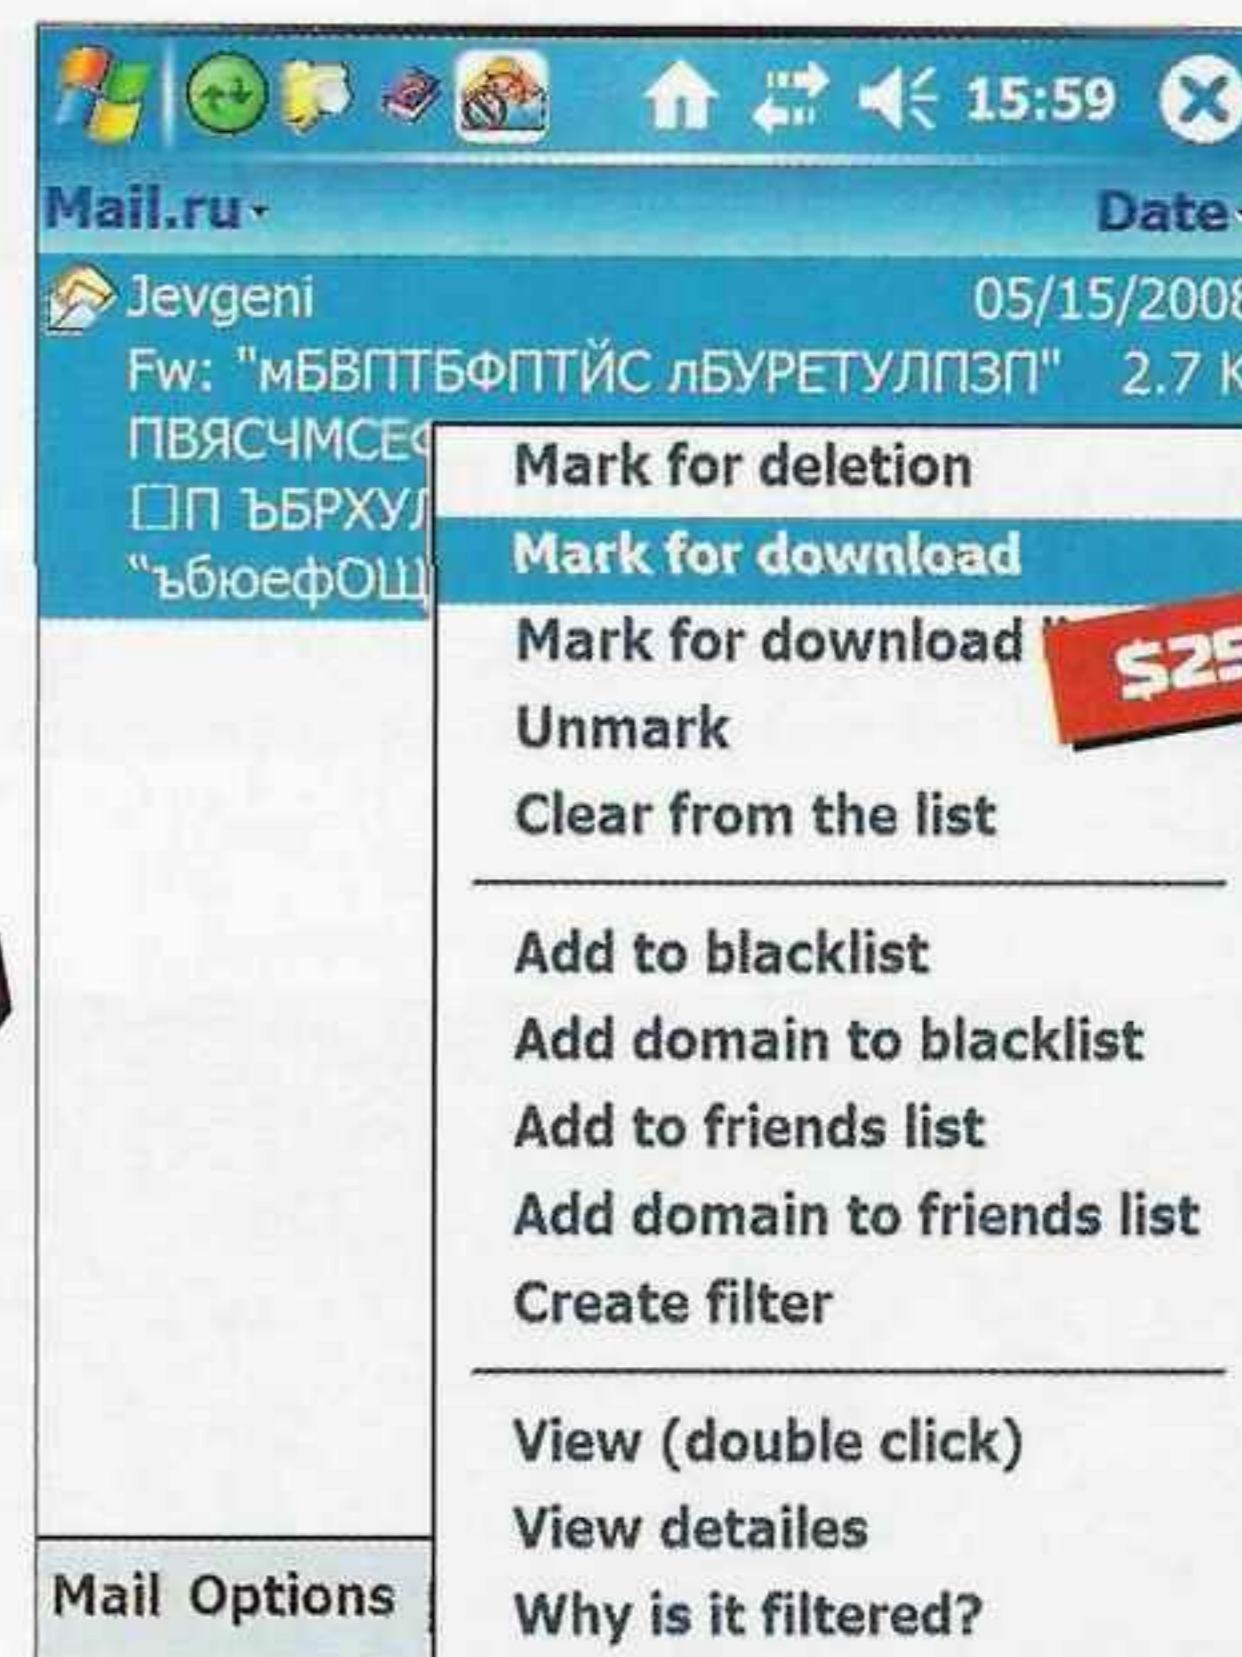 15:59
Mail.ru Date
Jevgeni 05/15/2008
Fw: "мБВПТБФПТЙС лБУРЕТУЛПЗП" 2.7 K
ПВЯСЧМСЕФ
□П ЪБРХУЛ
"ъбюефОЩ
Mark for deletion
Mark for download
Mark for download
$25
Unmark
Clear from the list
Add to blacklist
Add domain to blacklist
Add to friends list
Add domain to friends list
Create filter
View (double click)
View detailes
Mail Options
Why is it filtered?